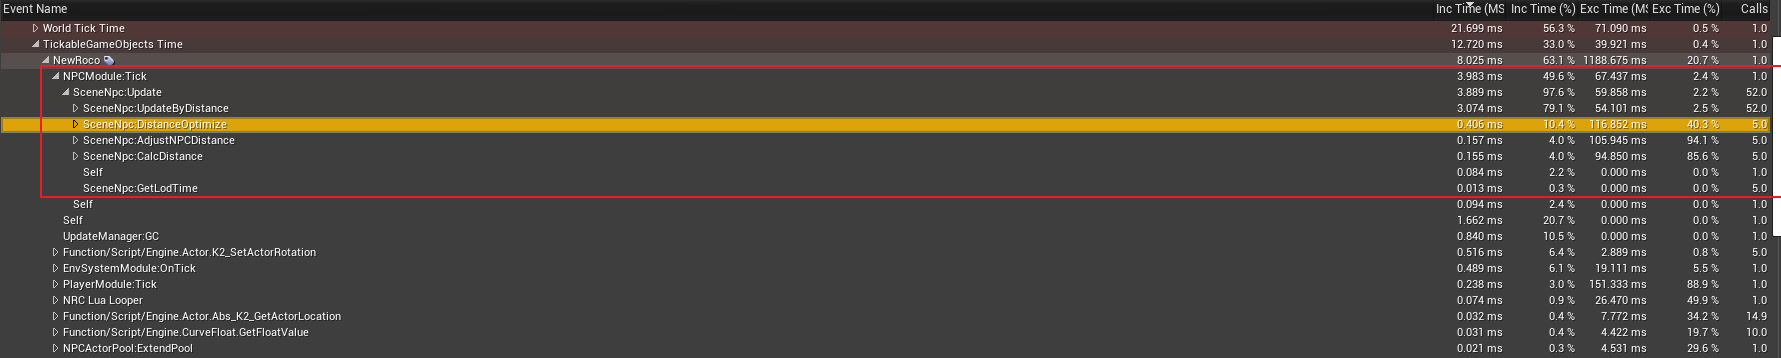 Event Name Inc Time (MS Inc Time (%) Exc Time (MS Exc Time (%) Calls
World Tick Time 21.699 ms 56.3 % 71.090 ms 0.5 % 1.0
TickableGameObjects Time 12.720 ms 33.0 % 39.921 ms 0.4 % 1.0
NewRoco 8.025 ms 63.1 % 1188.675 ms 20.7 % 1.0
NPCModule:Tick 3.983 ms 49.6 % 67.437 ms 2.4 % 1.0
SceneNpc:Update 3.889 ms 97.6 % 59.858 ms 2.2 % 52.0
SceneNpc:UpdateByDistance 3.074 ms 79.1 % 54.101 ms 2.5 % 52.0
SceneNpc:DistanceOptimize 0.406 ms 10.4 % 116.852 ms 40.3 % 5.0
SceneNpc:AdjustNPCDistance 0.157 ms 4.0 % 105.945 ms 94.1 % 5.0
SceneNpc:CalcDistance 0.155 ms 4.0 % 94.850 ms 85.6 % 5.0
Self 0.084 ms 2.2 % 0.000 ms 0.0 % 1.0
SceneNpc:GetLodTime 0.013 ms 0.3 % 0.000 ms 0.0 % 5.0
Self 0.094 ms 2.4 % 0.000 ms 0.0 % 1.0
Self 1.662 ms 20.7 % 0.000 ms 0.0 % 1.0
UpdateManager:GC 0.840 ms 10.5 % 0.000 ms 0.0 % 1.0
Function/Script/Engine.Actor.K2_SetActorRotation 0.516 ms 6.4 % 2.889 ms 0.8 % 5.0
EnvSystemModule:OnTick 0.489 ms 6.1 % 19.111 ms 5.5 % 1.0
PlayerModule:Tick 0.238 ms 3.0 % 151.333 ms 88.9 % 1.0
NRC Lua Looper 0.074 ms 0.9 % 26.470 ms 49.9 % 1.0
Function/Script/Engine.Actor.Abs_K2_GetActorLocation 0.032 ms 0.4 % 7.772 ms 34.2 % 14.9
Function/Script/Engine.CurveFloat.GetFloatValue 0.031 ms 0.4 % 4.422 ms 19.7 % 10.0
NPCActorPool:ExtendPool 0.021 ms 0.3 % 4.531 ms 29.6 % 1.0